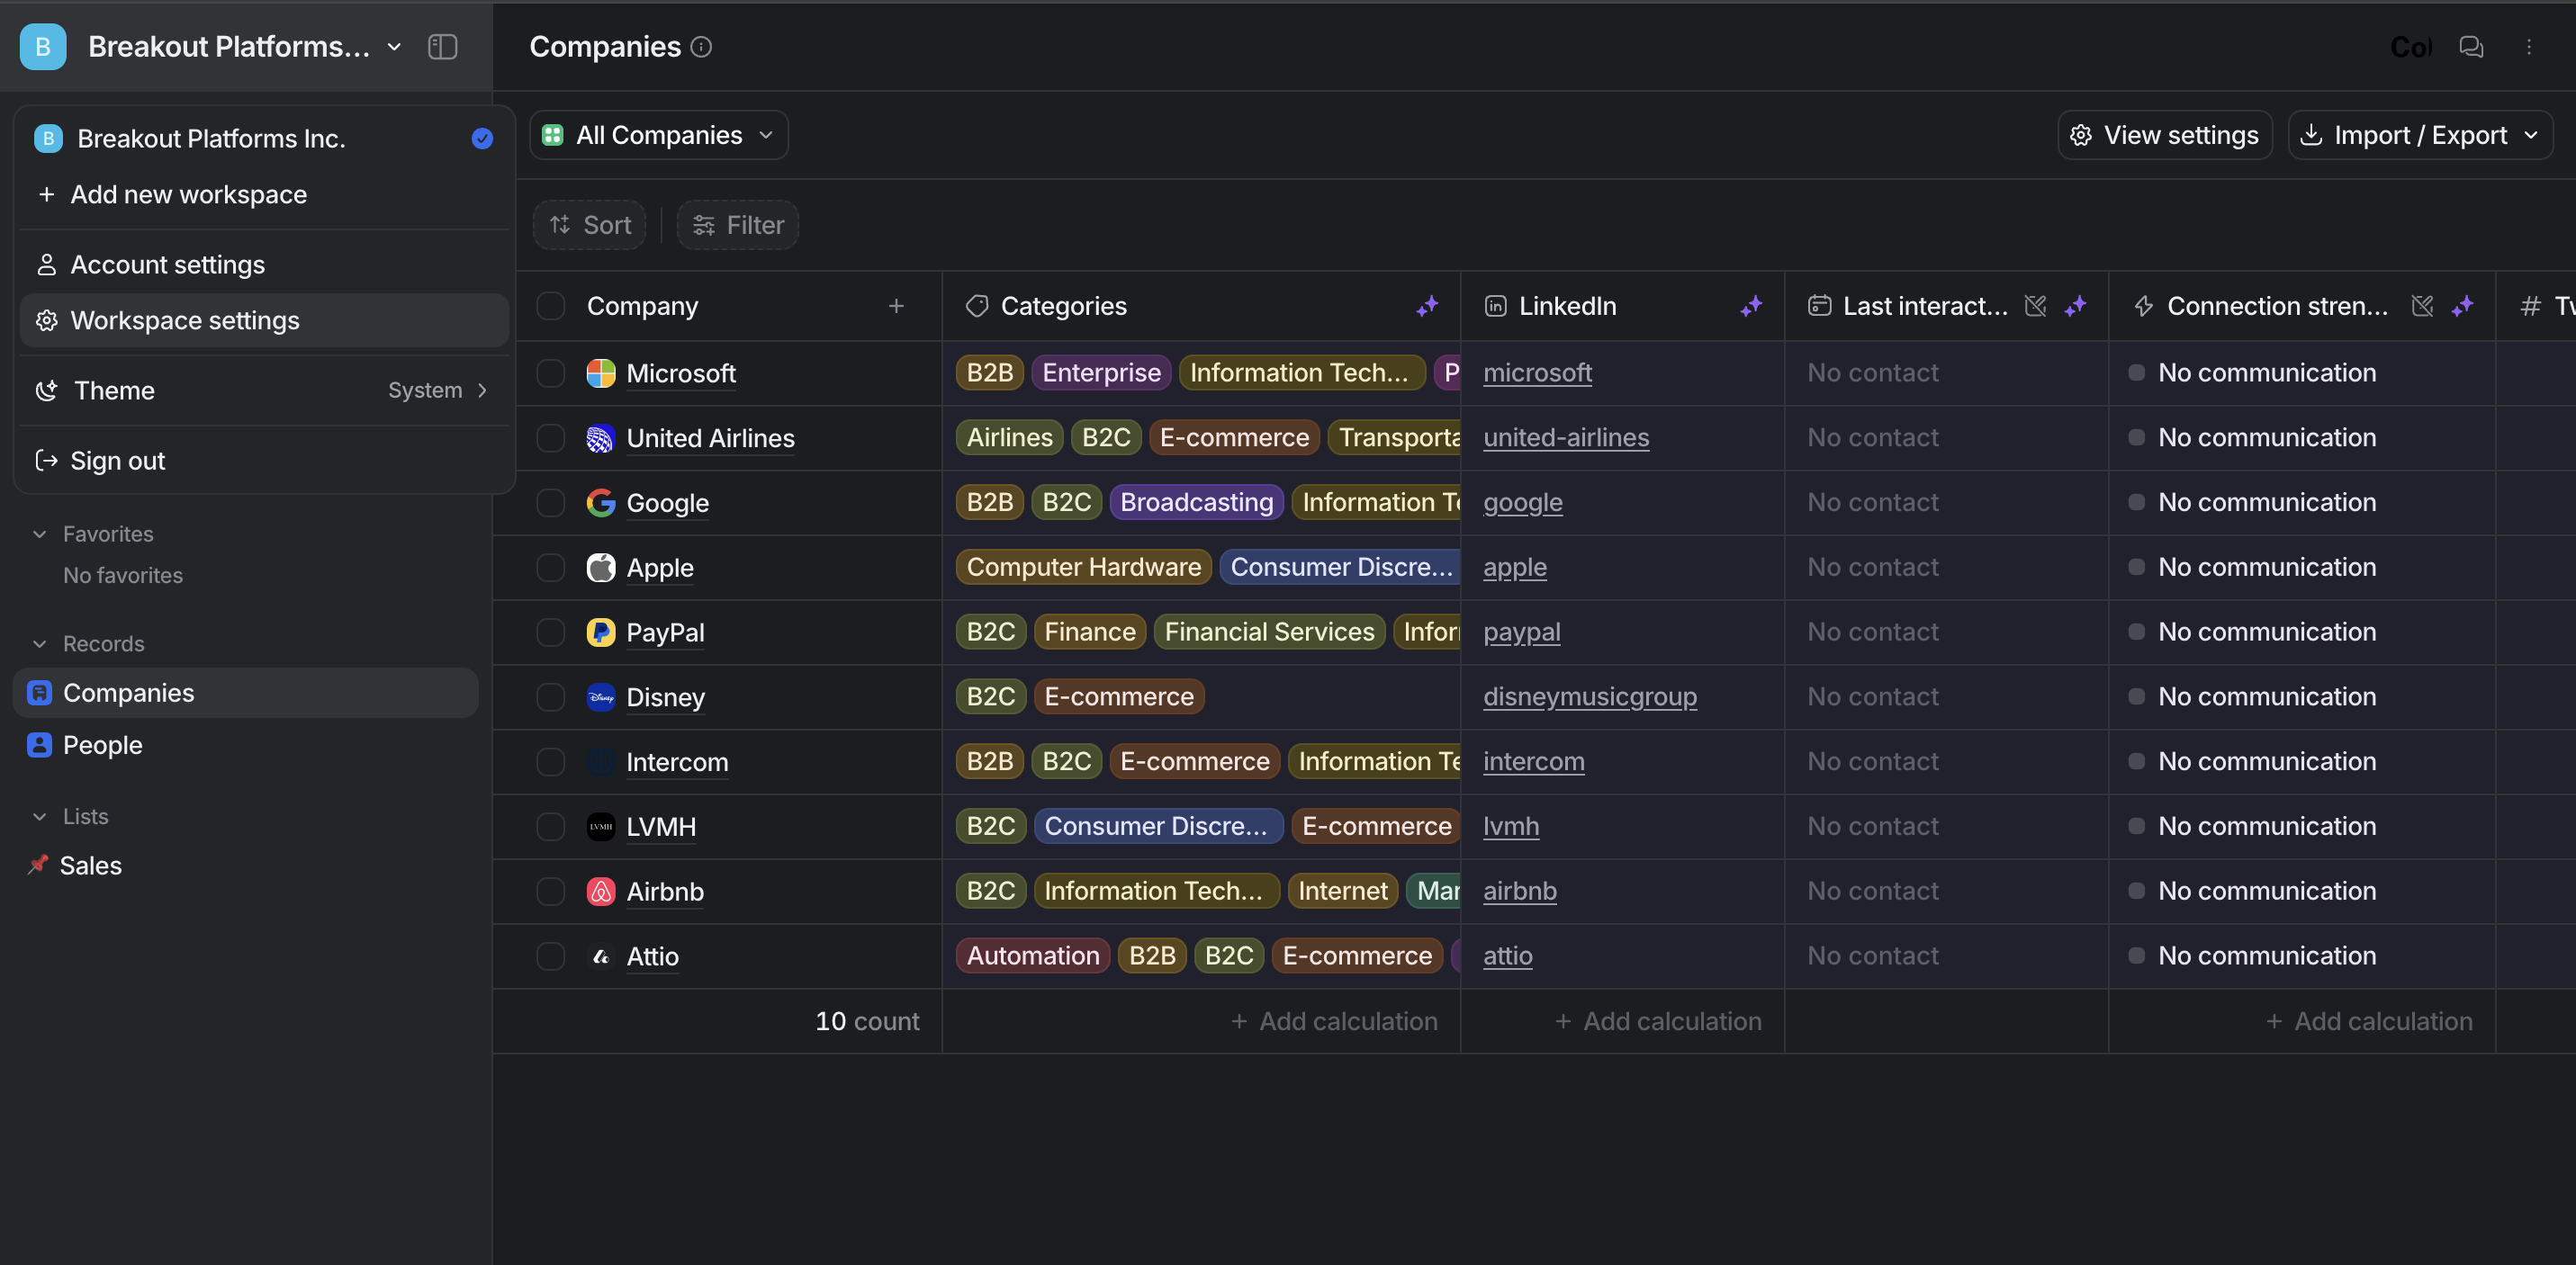 B Breakout Platforms...
Companies
B Breakout Platforms Inc.
Add new workspace
Account settings
Workspace settings
Theme System
Sign out
Favorites
No favorites
Records
Companies
People
Lists
Sales
All Companies
View settings
Import / Export
Sort
Filter
Company Categories LinkedIn Last interact... Connection stren...
Microsoft B2B Enterprise Information Tech... microsoft No contact No communication
United Airlines Airlines B2C E-commerce united-airlines No contact No communication
Google B2B B2C Broadcasting Information google No contact No communication
Apple Computer Hardware Consumer Discre... apple No contact No communication
PayPal B2C Finance Financial Services paypal No contact No communication
Disney Disney B2C E-commerce disneymusicgroup No contact No communication
Intercom B2B B2C E-commerce Information intercom No contact No communication
LVMH LVMH B2C Consumer Discre... E-commerce lvmh No contact No communication
Airbnb B2C Information Tech... Internet airbnb No contact No communication
Attio Automation B2B B2C E-commerce attio No contact No communication
10 count + Add calculation + Add calculation + Add calculation